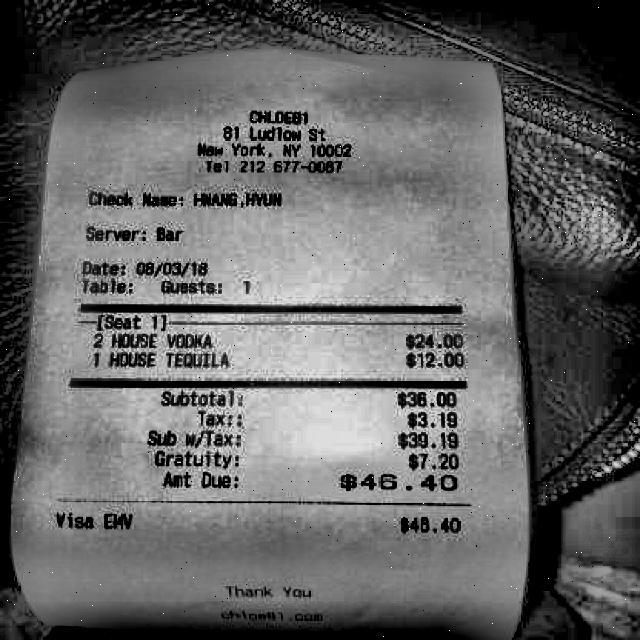 CHLOE81
81 Ludlow St
New York, NY 10002
Tel 212 677-0067
Check Name: HWANG,HYUN
Server: Bar
Date: 08/03/18
Table: Guests: 1
[Seat 1]
2 HOUSE VODKA $24.00
1 HOUSE TEQUILA $12.00
Subtotal: $36.00
Tax: $3.19
Sub w/Tax: $39.19
Gratuity: $7.20
Amt Due: $46.40
Visa EMV $46.40
Thank You
chloe81.com